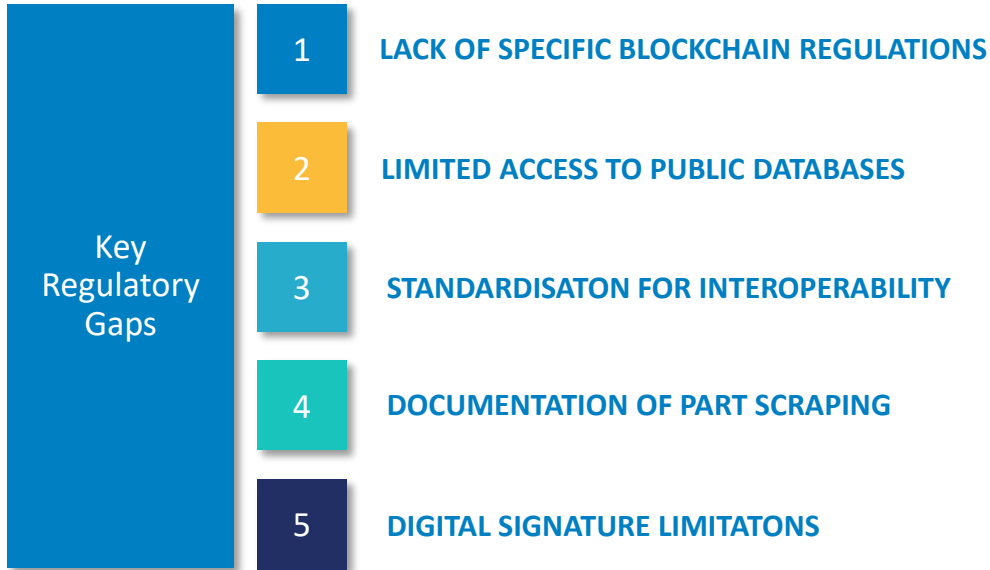 Key
Regulatory
Gaps
1
LACK OF SPECIFIC BLOCKCHAIN REGULATIONS
2
LIMITED ACCESS TO PUBLIC DATABASES
3
STANDARDISATON FOR INTEROPERABILITY
4
DOCUMENTATION OF PART SCRAPING
5
DIGITAL SIGNATURE LIMITATONS